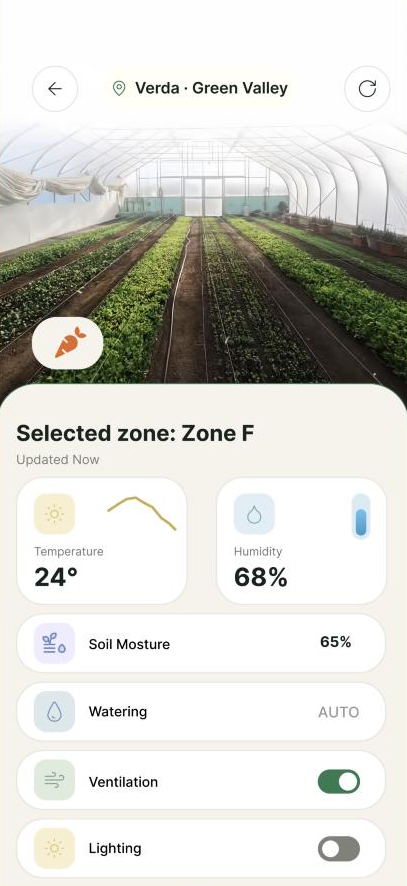 Verda · Green Valley
Selected zone: Zone F
Updated Now
Temperature
24°
Humidity
68%
Soil Mosture
65%
Watering
AUTO
Ventilation
Lighting